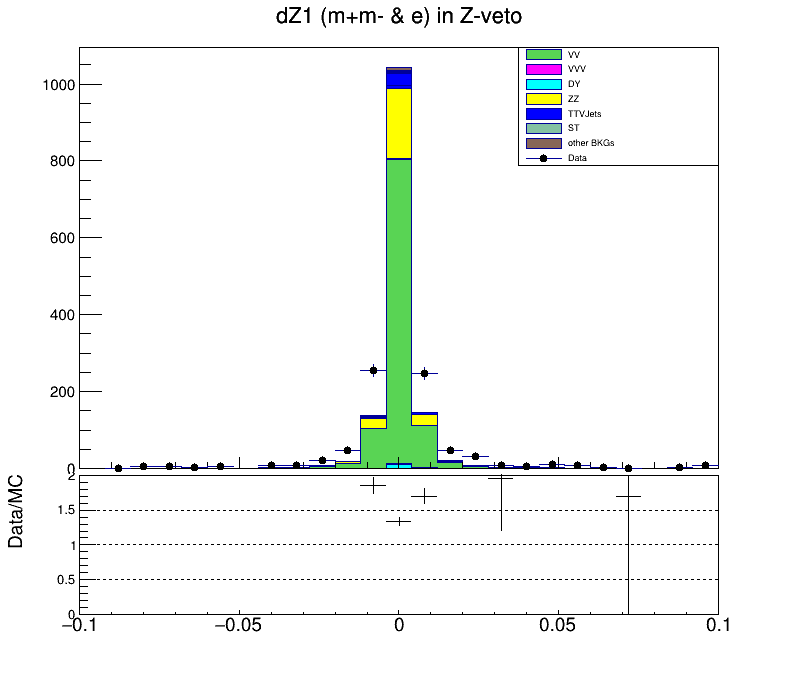 dZ1 (m+m- & e) in Z-veto
VV
VVV
DY
ZZ
TTVJets
ST
other BKGs
Data
1000
800
600
400
200
0
Data/MC
2
1.5
1
0.5
0
−0.1 −0.05 0 0.05 0.1